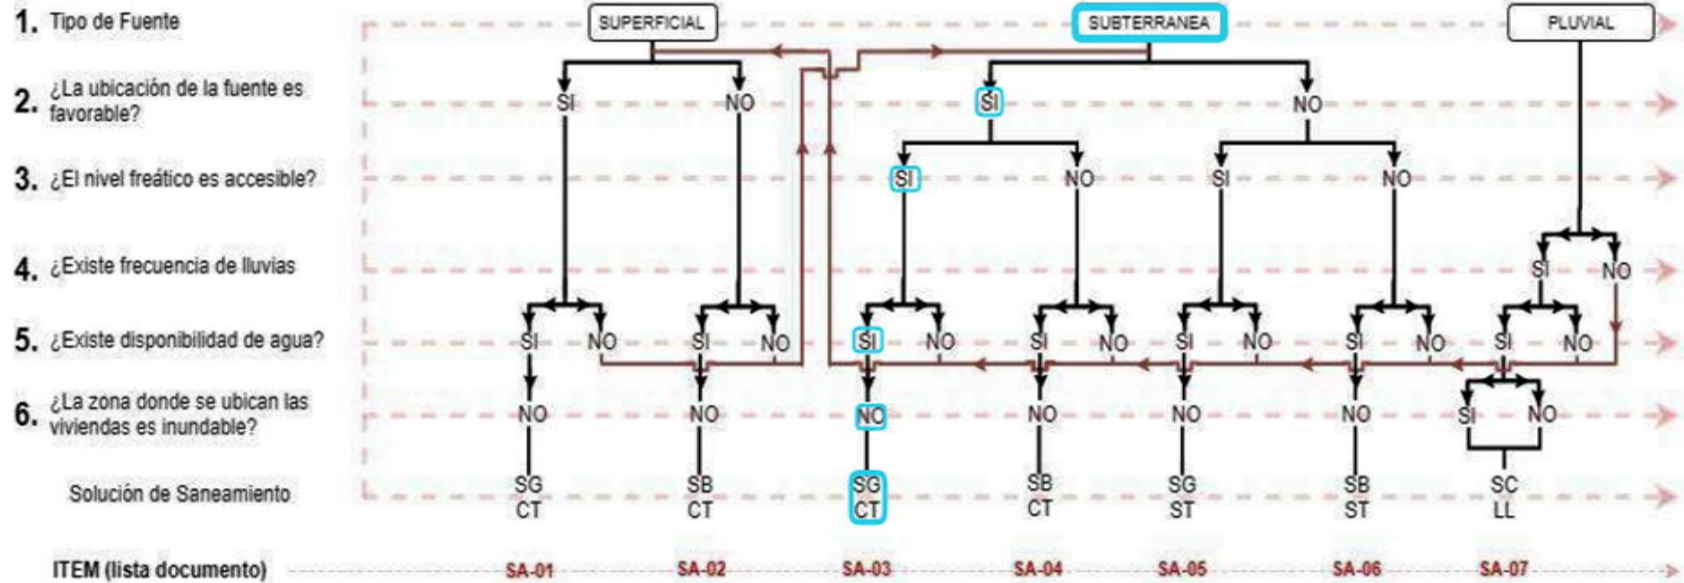 1. Tipo de Fuente SUPERFICIAL SUBTERRANEA PLUVIAL
2. ¿La ubicación de la fuente es
favorable?
SI NO SI NO
3. ¿El nivel freático es accesible? SI NO SI NO
4. ¿Existe frecuencia de lluvias SI NO
5. ¿Existe disponibilidad de agua? SI NO SI NO SI NO SI NO SI NO SI NO SI NO
6. ¿La zona donde se ubican las
viviendas es inundable?
NO NO NO NO NO NO SI NO
Solución de Saneamiento
SG SB SG SB SG SB SC
CT CT CT CT ST ST LL
ITEM (lista documento) SA-01 SA-02 SA-03 SA-04 SA-05 SA-06 SA-07